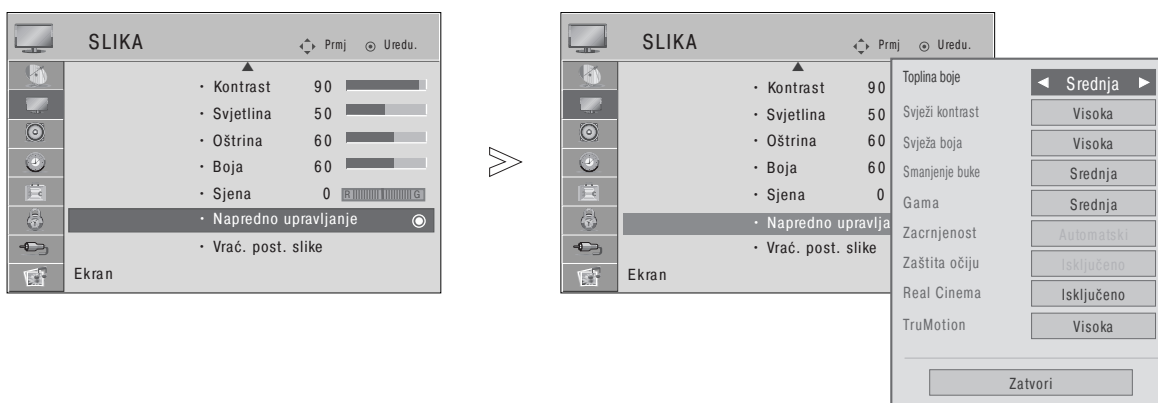 SLIKA Prmj Uredu.
• Kontrast 90
• Svjetlina 50
• Oštrina 60
• Boja 60
• Sjena 0 R G
• Napredno upravljanje
• Vrać. post. slike
Ekran
SLIKA Prmj Uredu.
• Kontrast 90
• Svjetlina 50
• Oštrina 60
• Boja 60
• Sjena 0
• Napredno upravlja
• Vrać. post. slike
Ekran
Toplina boje ◄ Srednja ►
Svježi kontrast Visoka
Svježa boja Visoka
Smanjenje buke Srednja
Gama Srednja
Zacrnjenost Automatski
Zaštita očiju Isključeno
Real Cinema Isključeno
TruMotion Visoka
Zatvori